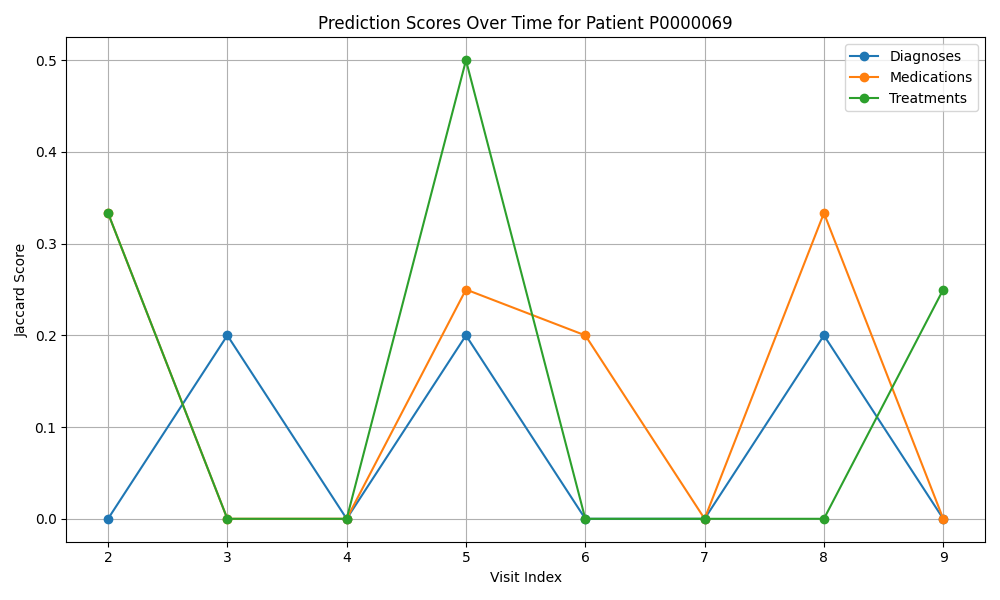 Prediction Scores Over Time for Patient P0000069
Diagnoses
Medications
Treatments
Jaccard Score
0.5
0.4
0.3
0.2
0.1
0.0
2 3 4 5 6 7 8 9
Visit Index